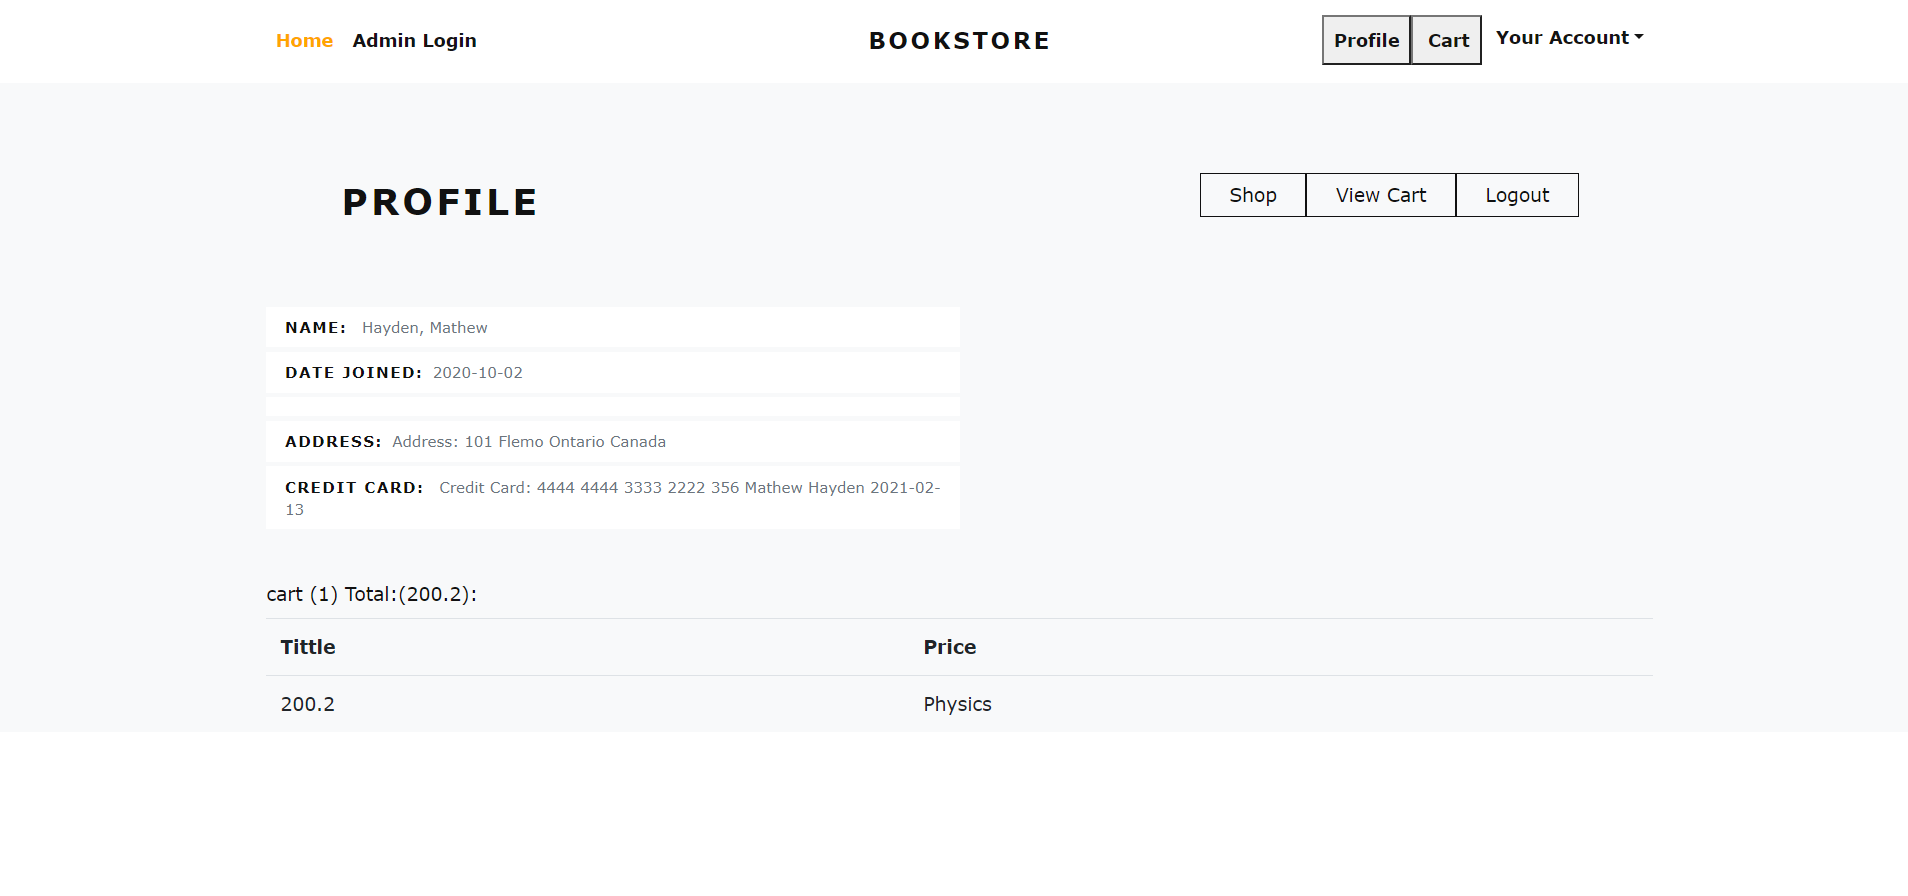 Home Admin Login BOOKSTORE Profile Cart Your Account
PROFILE Shop View Cart Logout
NAME: Hayden, Mathew
DATE JOINED: 2020-10-02
ADDRESS: Address: 101 Flemo Ontario Canada
CREDIT CARD: Credit Card: 4444 4444 3333 2222 356 Mathew Hayden 2021-02-
13
cart (1) Total:(200.2):
Tittle Price
200.2 Physics